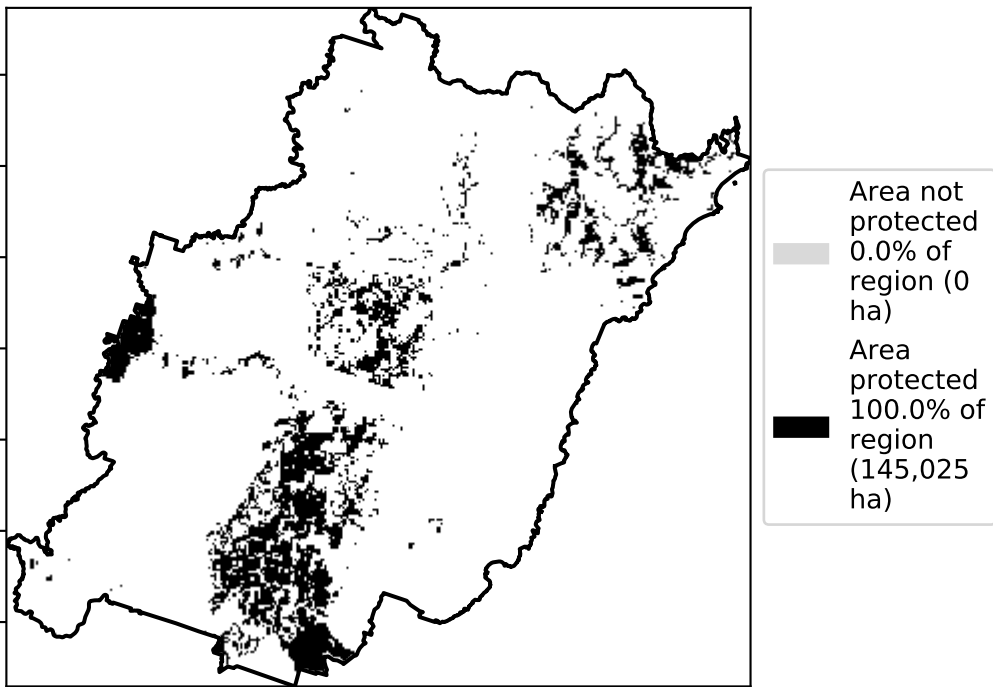 Area not
protected
0.0% of
region (0
ha)
Area
protected
100.0% of
region
(145,025
ha)